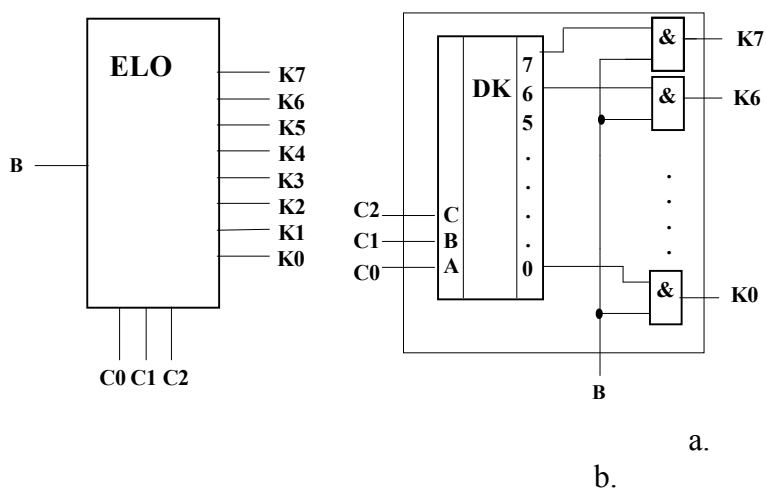 ELO
K7
K6
K5
K4
K3
K2
K1
K0
B
C0 C1 C2
DK
7
6
5
.
.
.
.
0
C2
C1
C0
C
B
A
&
K7
&
K6
.
.
.
.
&
K0
B
a.
b.